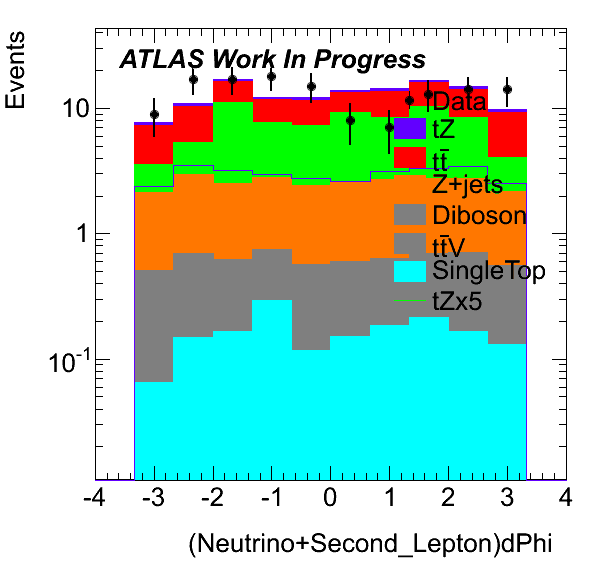 Events
ATLAS Work In Progress
10
1
10-1
-4 -3 -2 -1 0 1 2 3 4
(Neutrino+Second_Lepton)dPhi
Data
tZ
tt̄
Z+jets
Diboson
tt̄V
SingleTop
tZx5